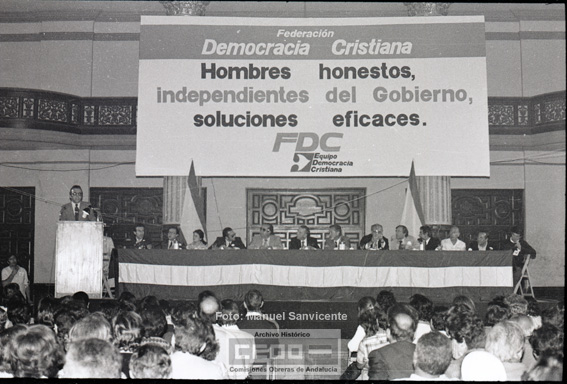 Federación
Democracia Cristiana
Hombres honestos,
independientes del Gobierno,
soluciones eficaces.
FDC
Equipo
Democracia
Cristiana
Foto: Manuel Sanvicente
Archivo Histórico
CCOO
Comisiones Obreras de Andalucía